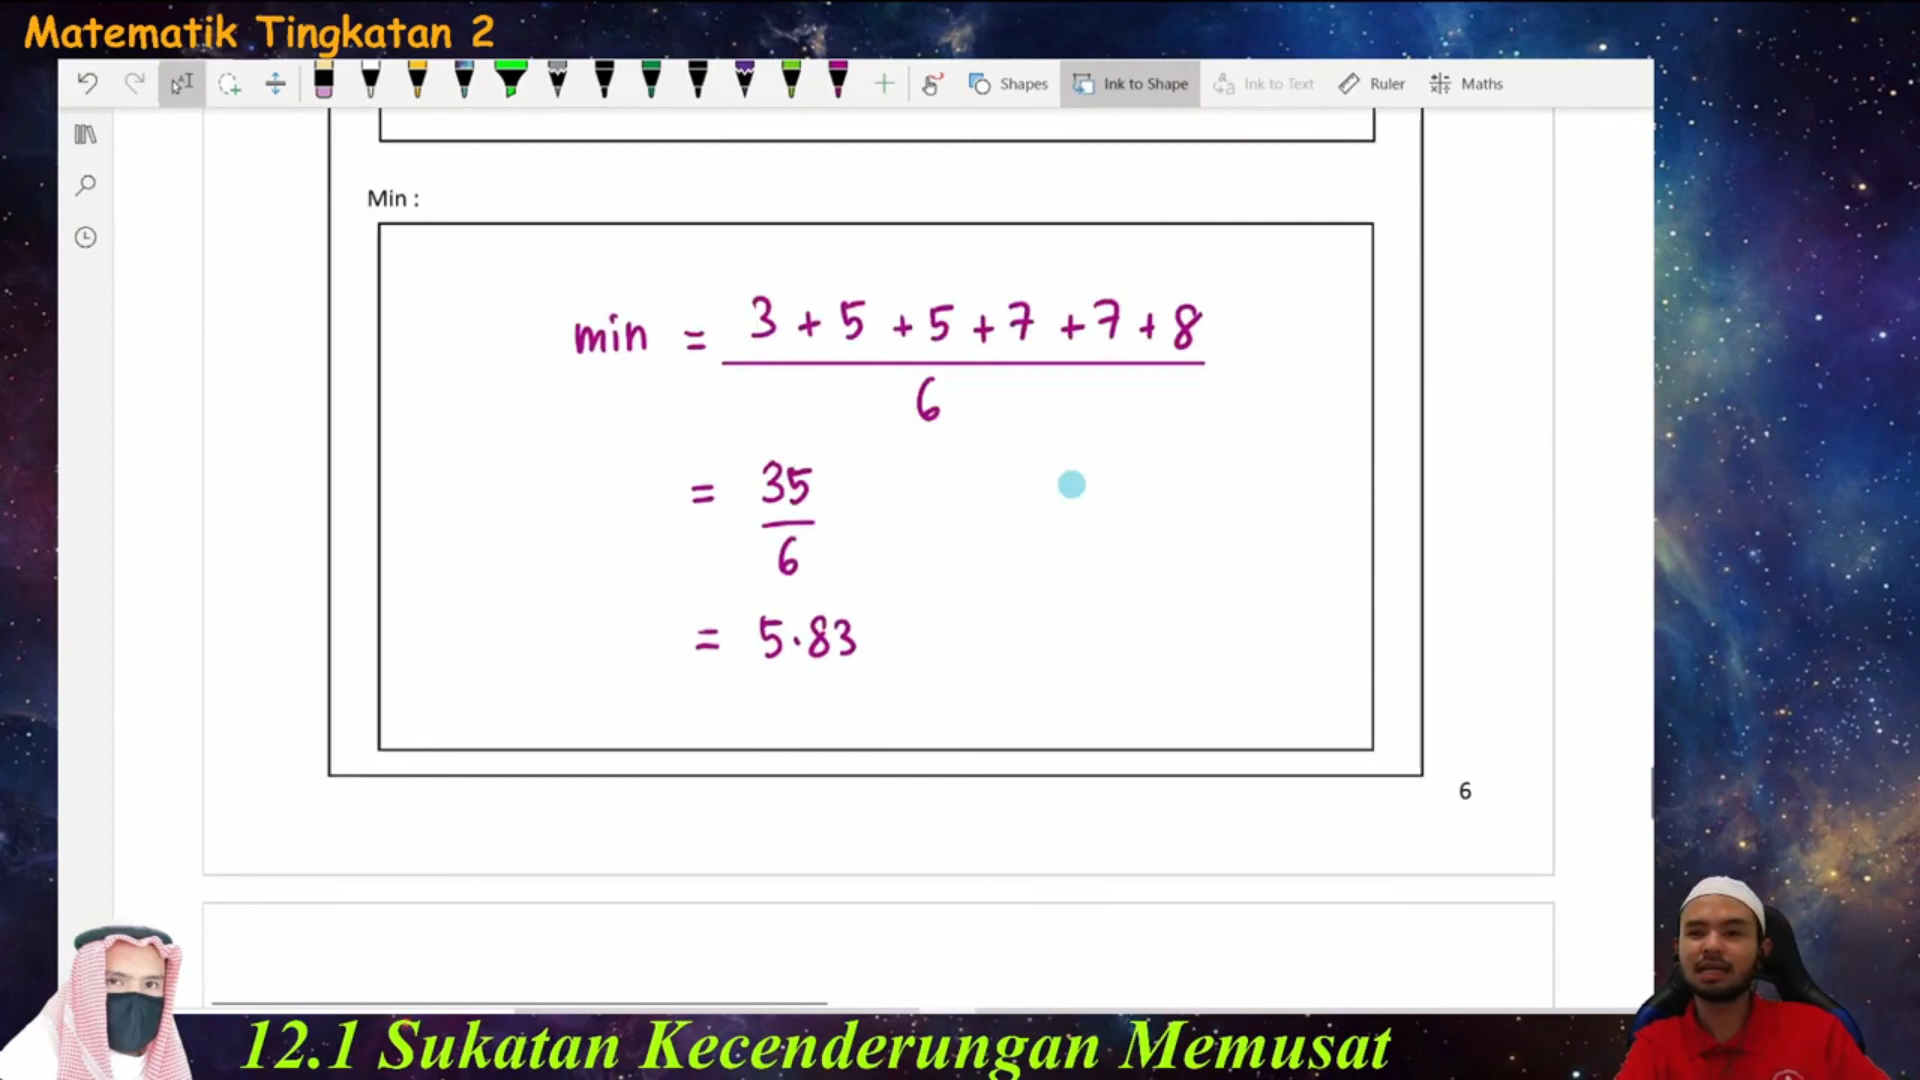 Matematik Tingkatan 2
Shapes Ink to Shape Ink to Text Ruler Maths
Min :
min = 3 + 5 + 5 + 7 + 7 + 8
6
= 35
6
= 5.83
6
12.1 Sukatan Kecenderungan Memusat